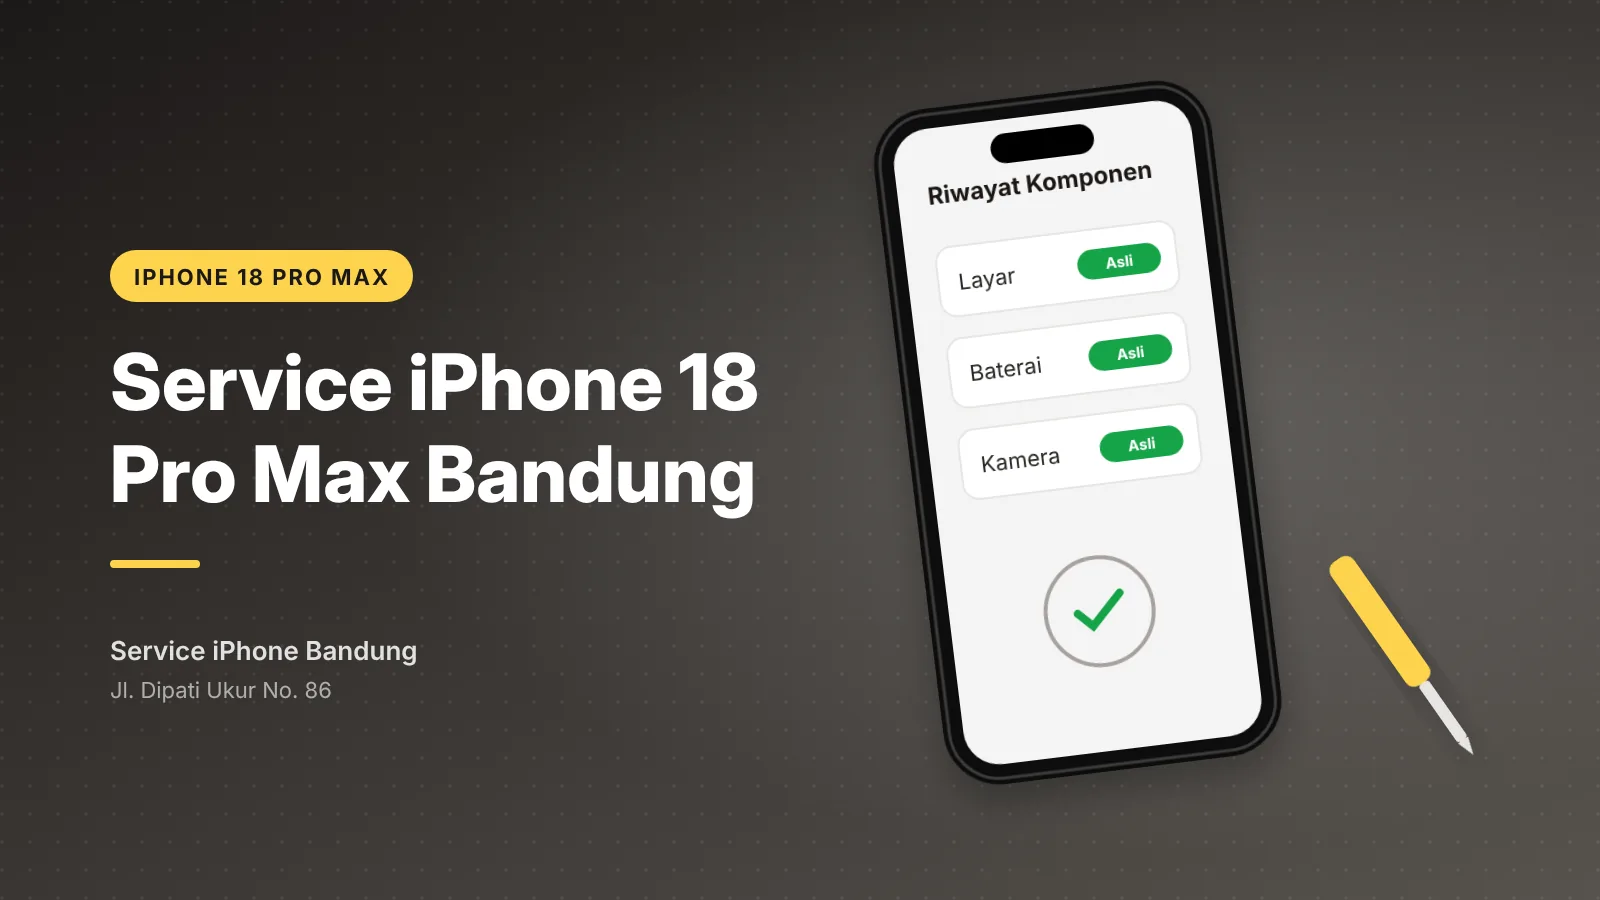 IPHONE 18 PRO MAX
Service iPhone 18
Pro Max Bandung
Service iPhone Bandung
Jl. Dipati Ukur No. 86
Riwayat Komponen
Layar Asli
Baterai Asli
Kamera Asli